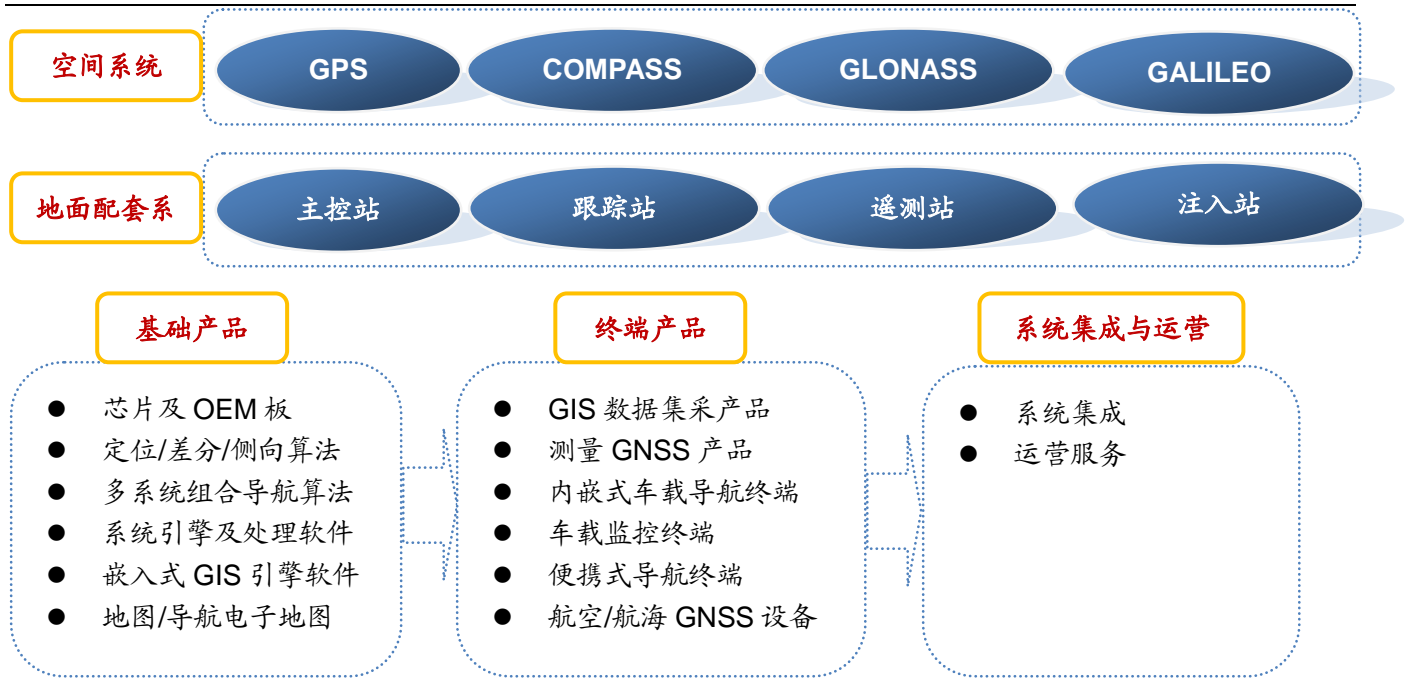 空间系统
GPS
COMPASS
GLONASS
GALILEO
地面配套系
主控站
跟踪站
遥测站
注入站
基础产品
芯片及 OEM 板
定位/差分/侧向算法
多系统组合导航算法
系统引擎及处理软件
嵌入式 GIS 引擎软件
地图/导航电子地图
终端产品
GIS 数据集采产品
测量 GNSS 产品
内嵌式车载导航终端
车载监控终端
便携式导航终端
航空/航海 GNSS 设备
系统集成与运营
系统集成
运营服务